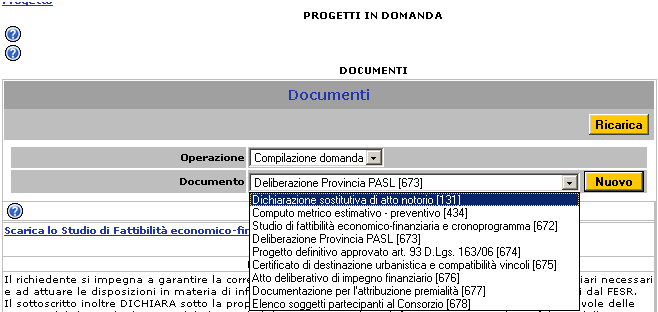 Progetto
PROGETTI IN DOMANDA
DOCUMENTI
Documenti
Ricarica
Operazione Compilazione domanda
Documento Deliberazione Provincia PASL [673] Nuovo
Dichiarazione sostitutiva di atto notorio [131]
Computo metrico estimativo - preventivo [434]
Studio di fattibilità economico-finanziaria e cronoprogramma [672]
Deliberazione Provincia PASL [673]
Progetto definitivo approvato art. 93 D.Lgs. 163/06 [674]
Certificato di destinazione urbanistica e compatibilità vincoli [675]
Atto deliberativo di impegno finanziario [676]
Documentazione per l'attribuzione premialità [677]
Elenco soggetti partecipanti al Consorzio [678]
Scarica lo Studio di Fattibilità economico-fi
Il richiedente si impegna a garantire la corre iari necessari
e ad attuare le disposizioni in materia di inf i dal FESR.
Il sottoscritto inoltre DICHIARA sotto la prop vole delle